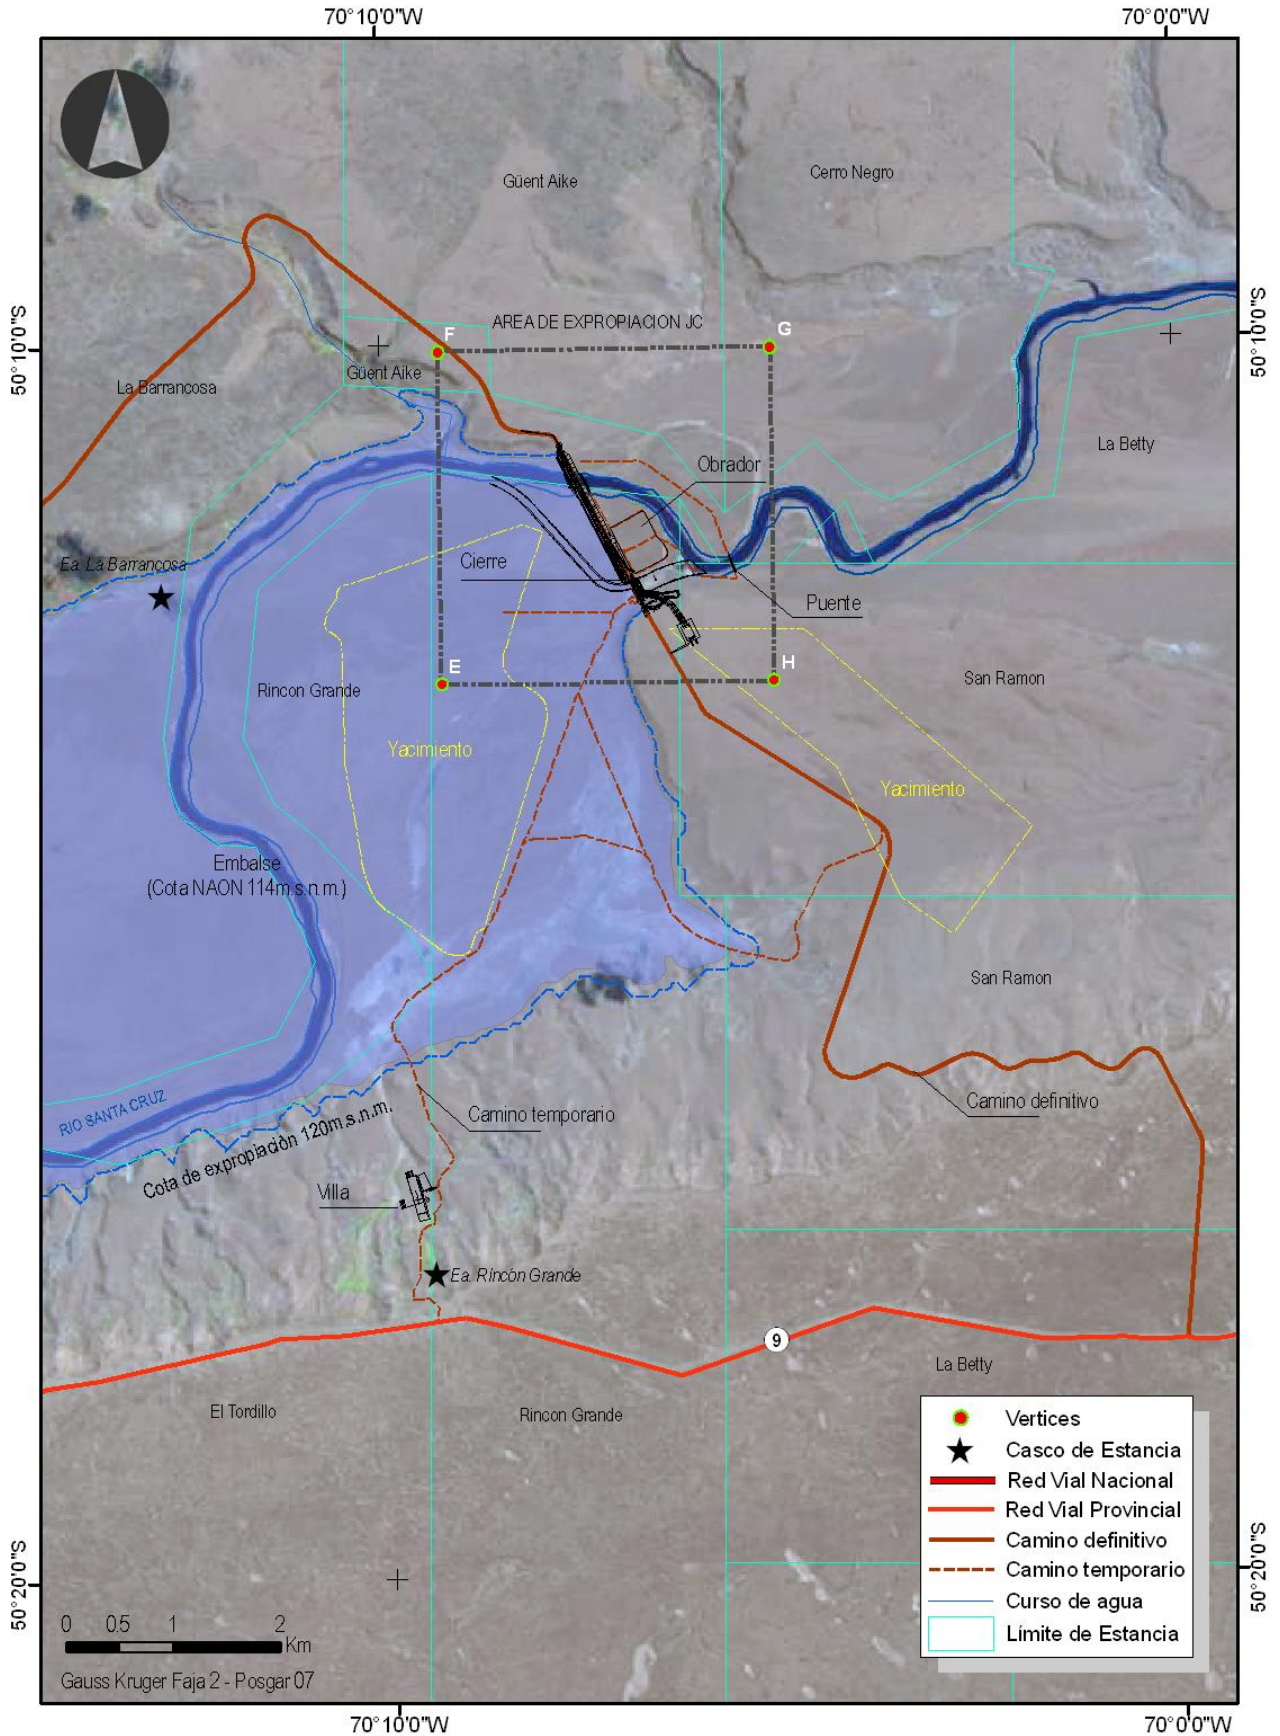 70°10'0"W
70°0'0"W
Güent Aike
Cerro Negro
50°10'0"S
AREA DE EXPROPIACION JC
F
G
50°10'0"S
Güent Aike
La Barrancosa
La Betty
Obrador
Cierre
Ea. La Barrancosa
Puente
E
H
Rincon Grande
San Ramon
Yacimiento
Yacimiento
Embalse
(Cota NAON 114m.s.n.m.)
San Ramon
RIO SANTA CRUZ
Camino temporario
Camino definitivo
Cota de expropiación 120m.s.n.m.
Villa
Ea. Rincón Grande
9
La Betty
El Tordillo
Rincon Grande
Vertices
Casco de Estancia
Red Vial Nacional
Red Vial Provincial
Camino definitivo
Camino temporario
Curso de agua
Límite de Estancia
50°20'0"S
50°20'0"S
0 0.5 1 2
Km
Gauss Kruger Faja 2 - Posgar 07
70°10'0"W
70°0'0"W